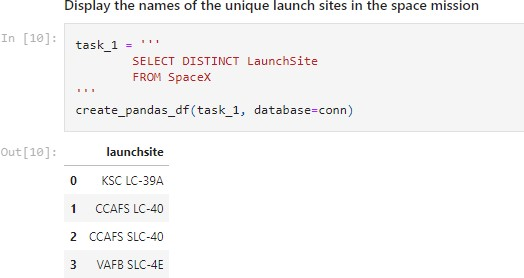 Display the names of the unique launch sites in the space mission
In [10]: task_1 = '''
SELECT DISTINCT LaunchSite
FROM SpaceX
'''
create_pandas_df(task_1, database=conn)
Out[10]: launchsite
0 KSC LC-39A
1 CCAFS LC-40
2 CCAFS SLC-40
3 VAFB SLC-4E